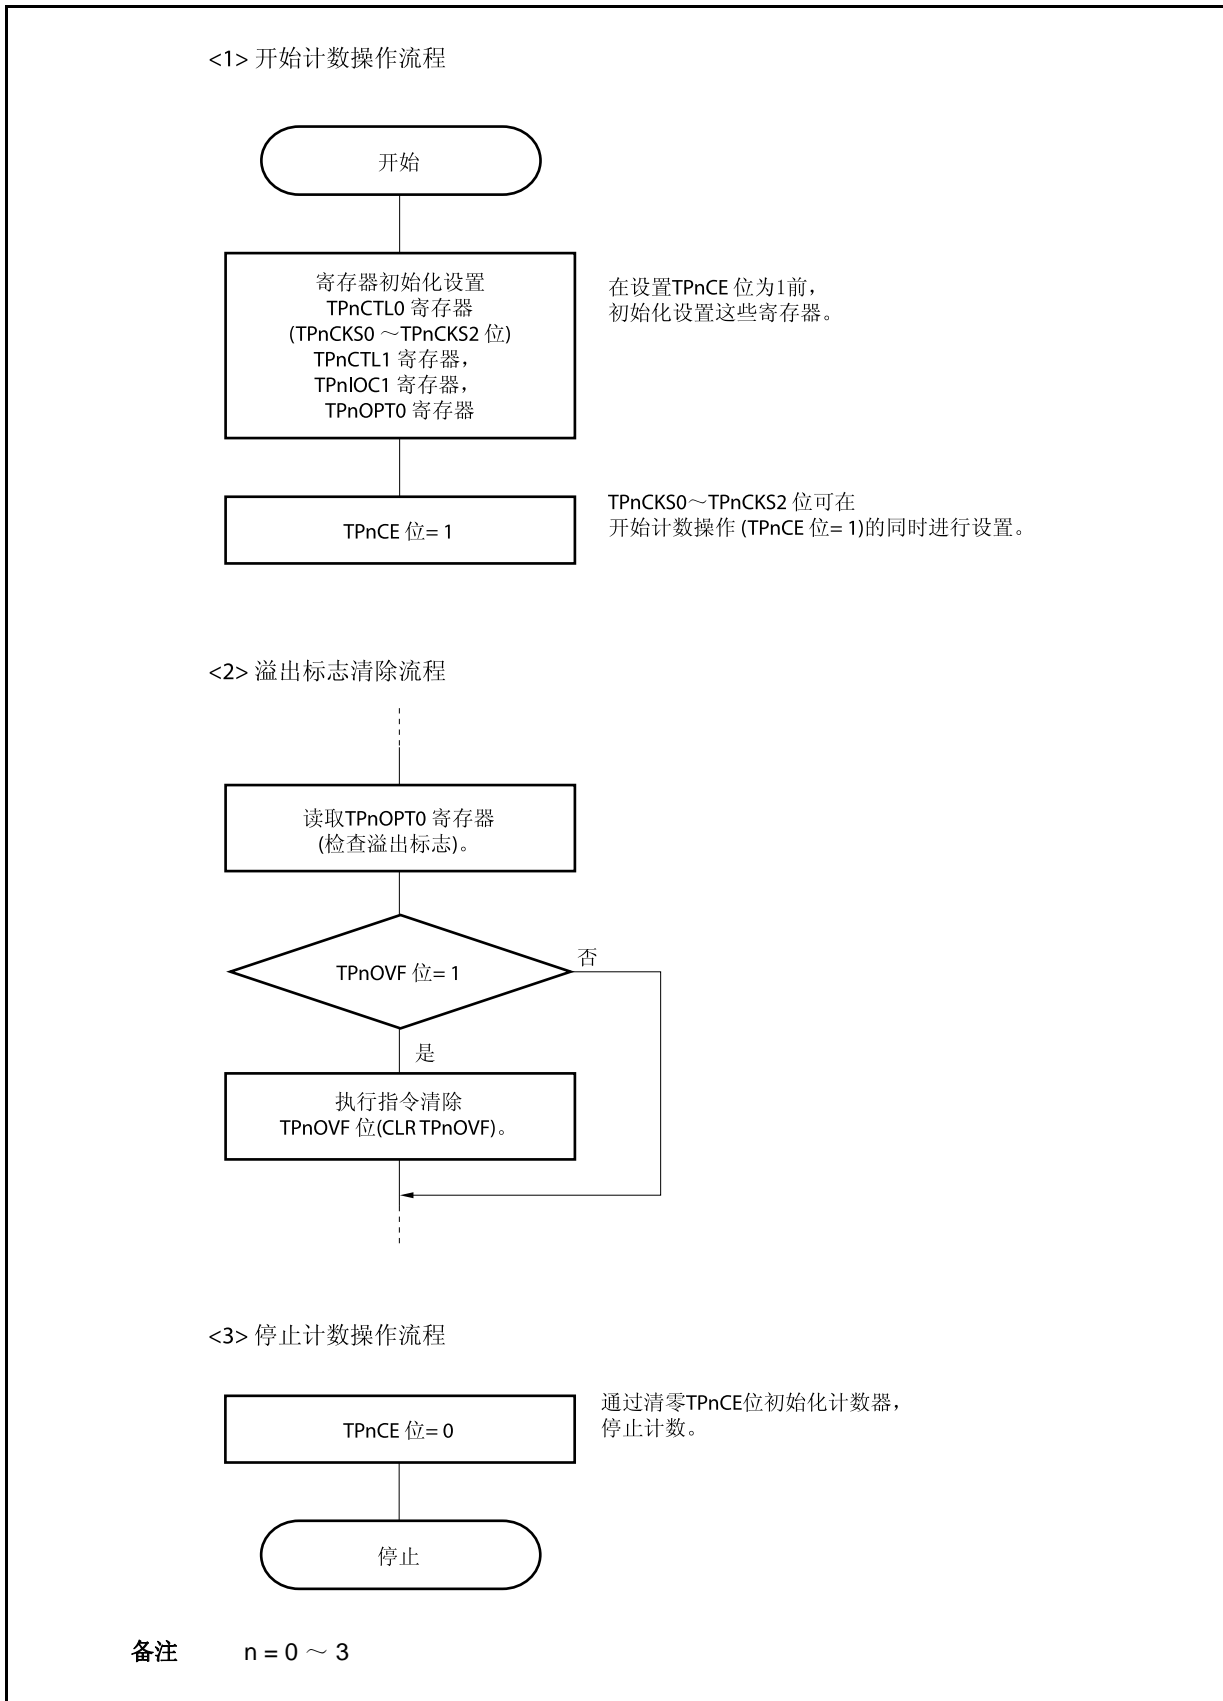 <1> 开始计数操作流程
开始
寄存器初始化设置
TPnCTL0 寄存器
(TPnCKS0 ～TPnCKS2 位)
TPnCTL1 寄存器，
TPnIOC1 寄存器，
TPnOPT0 寄存器
在设置TPnCE 位为1前，
初始化设置这些寄存器。
TPnCE 位= 1
TPnCKS0～TPnCKS2 位可在
开始计数操作 (TPnCE 位= 1)的同时进行设置。
<2> 溢出标志清除流程
读取TPnOPT0 寄存器
(检查溢出标志)。
TPnOVF 位= 1
否
是
执行指令清除
TPnOVF 位(CLR TPnOVF)。
<3> 停止计数操作流程
TPnCE 位= 0
通过清零TPnCE位初始化计数器，
停止计数。
停止
备注 n = 0 ～ 3